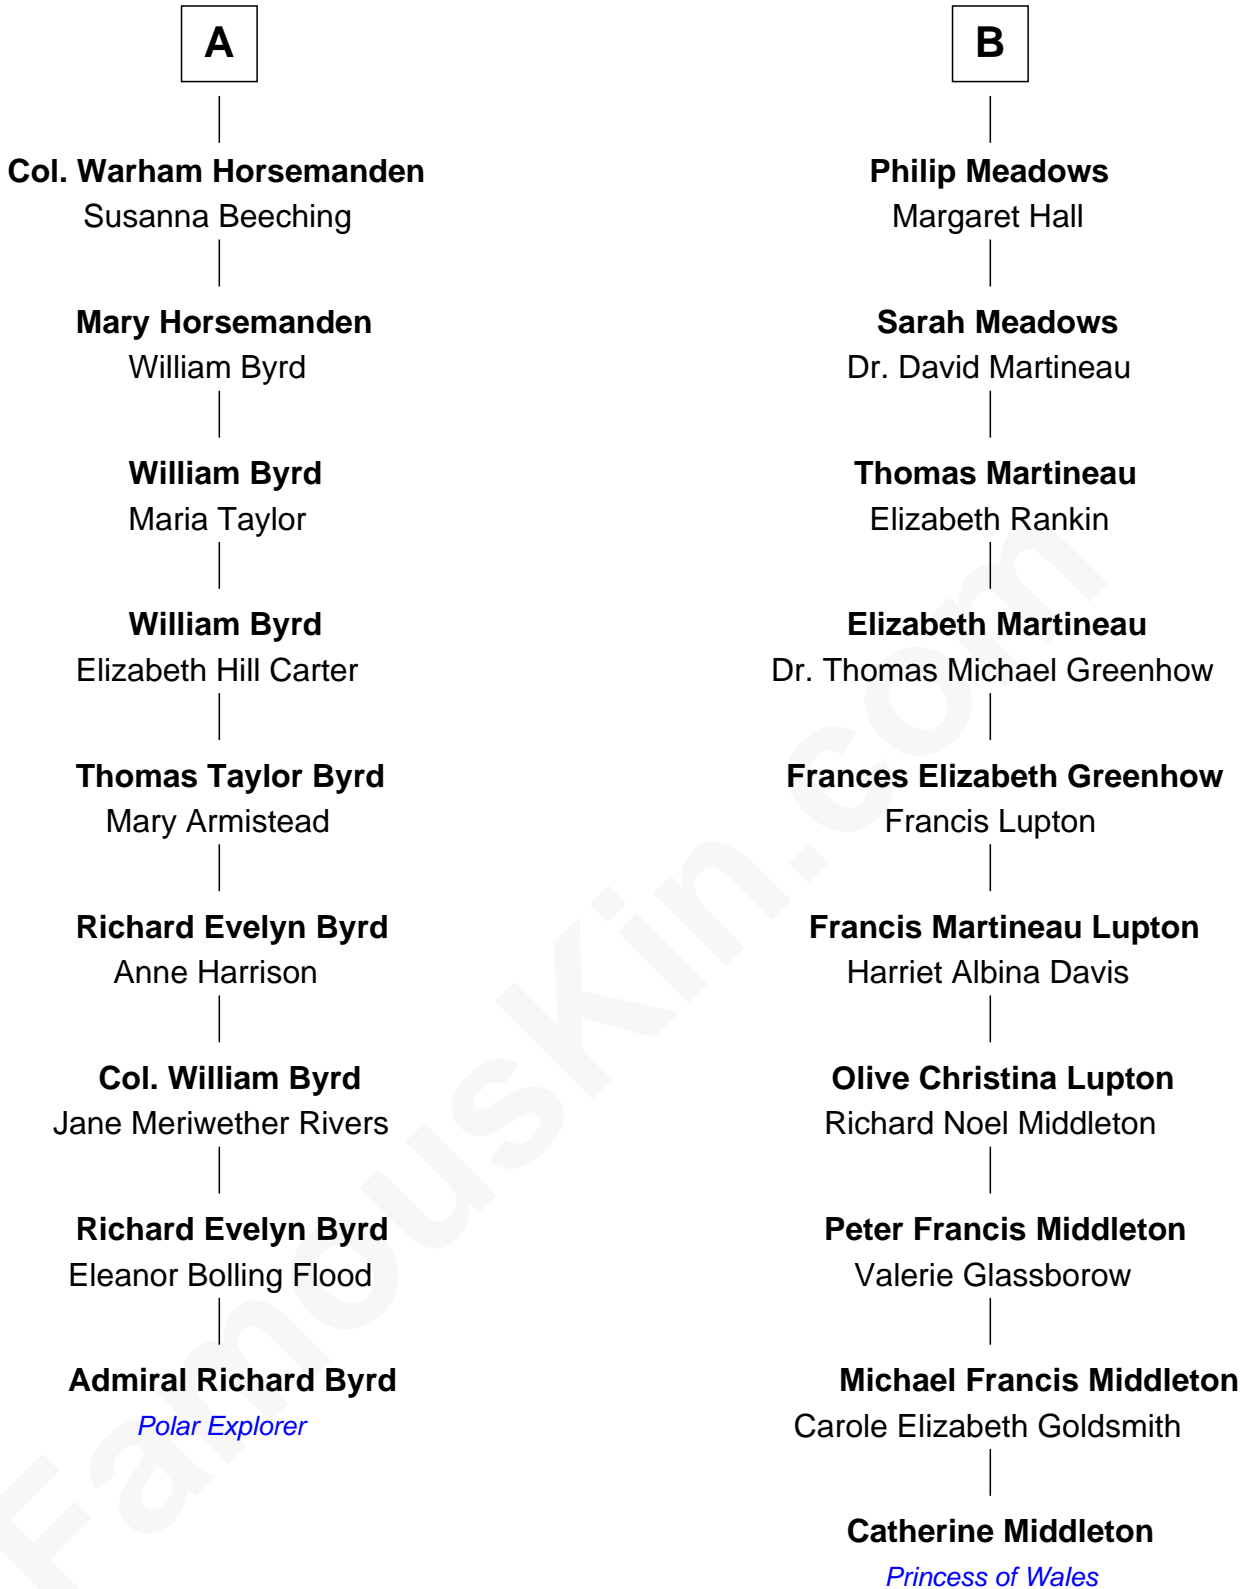 A
Col. Warham Horsemanden
Susanna Beeching
Mary Horsemanden
William Byrd
William Byrd
Maria Taylor
William Byrd
Elizabeth Hill Carter
Thomas Taylor Byrd
Mary Armistead
Richard Evelyn Byrd
Anne Harrison
Col. William Byrd
Jane Meriwether Rivers
Richard Evelyn Byrd
Eleanor Bolling Flood
Admiral Richard Byrd
Polar Explorer
B
Philip Meadows
Margaret Hall
Sarah Meadows
Dr. David Martineau
Thomas Martineau
Elizabeth Rankin
Elizabeth Martineau
Dr. Thomas Michael Greenhow
Frances Elizabeth Greenhow
Francis Lupton
Francis Martineau Lupton
Harriet Albina Davis
Olive Christina Lupton
Richard Noel Middleton
Peter Francis Middleton
Valerie Glassborow
Michael Francis Middleton
Carole Elizabeth Goldsmith
Catherine Middleton
Princess of Wales
FamousKin.com